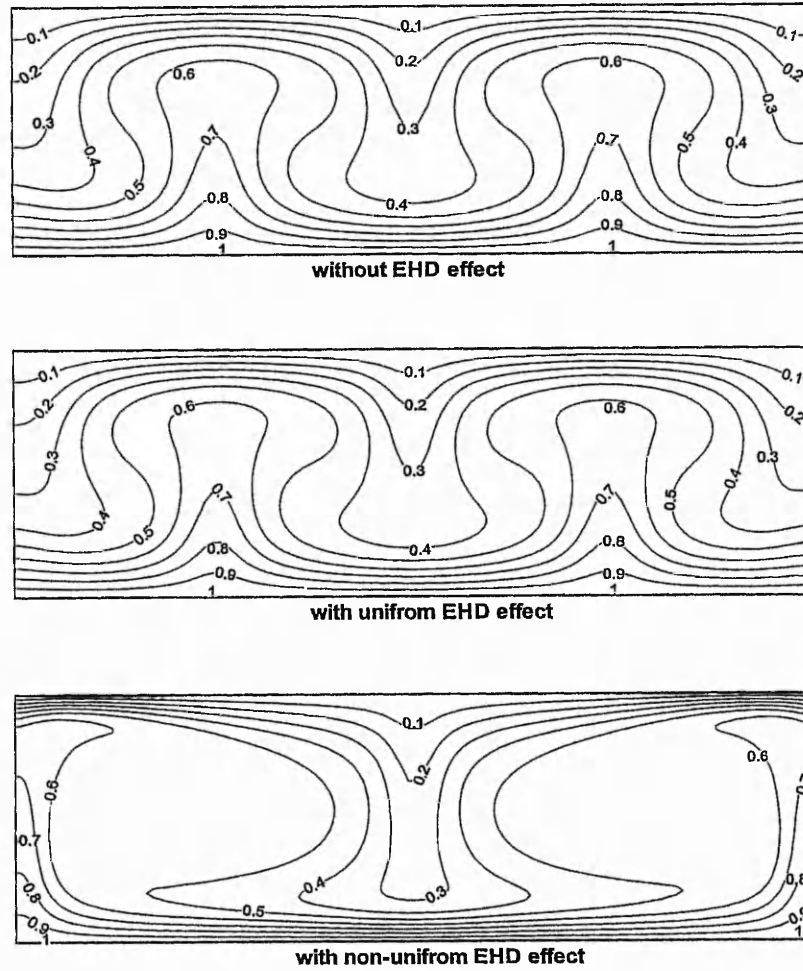 0.1 0.1 0.1
0.2 0.6 0.2 0.6 0.2
0.3 0.7 0.3 0.7 0.3
0.4 0.5 0.5 0.4
0.8 0.4 0.8
0.9 0.9
1 1
without EHD effect
0.1 0.1 0.1
0.2 0.6 0.2 0.6 0.2
0.3 0.3 0.3
0.4 0.7 0.7 0.5 0.4
0.5 0.8 0.4 0.8
0.9 0.9
1 1
with unifrom EHD effect
0.1
0.6 0.2 0.6
0.7 0.7
0.8 0.4 0.3 0.8
0.9 0.5 0.9
1 1
with non-unifrom EHD effect